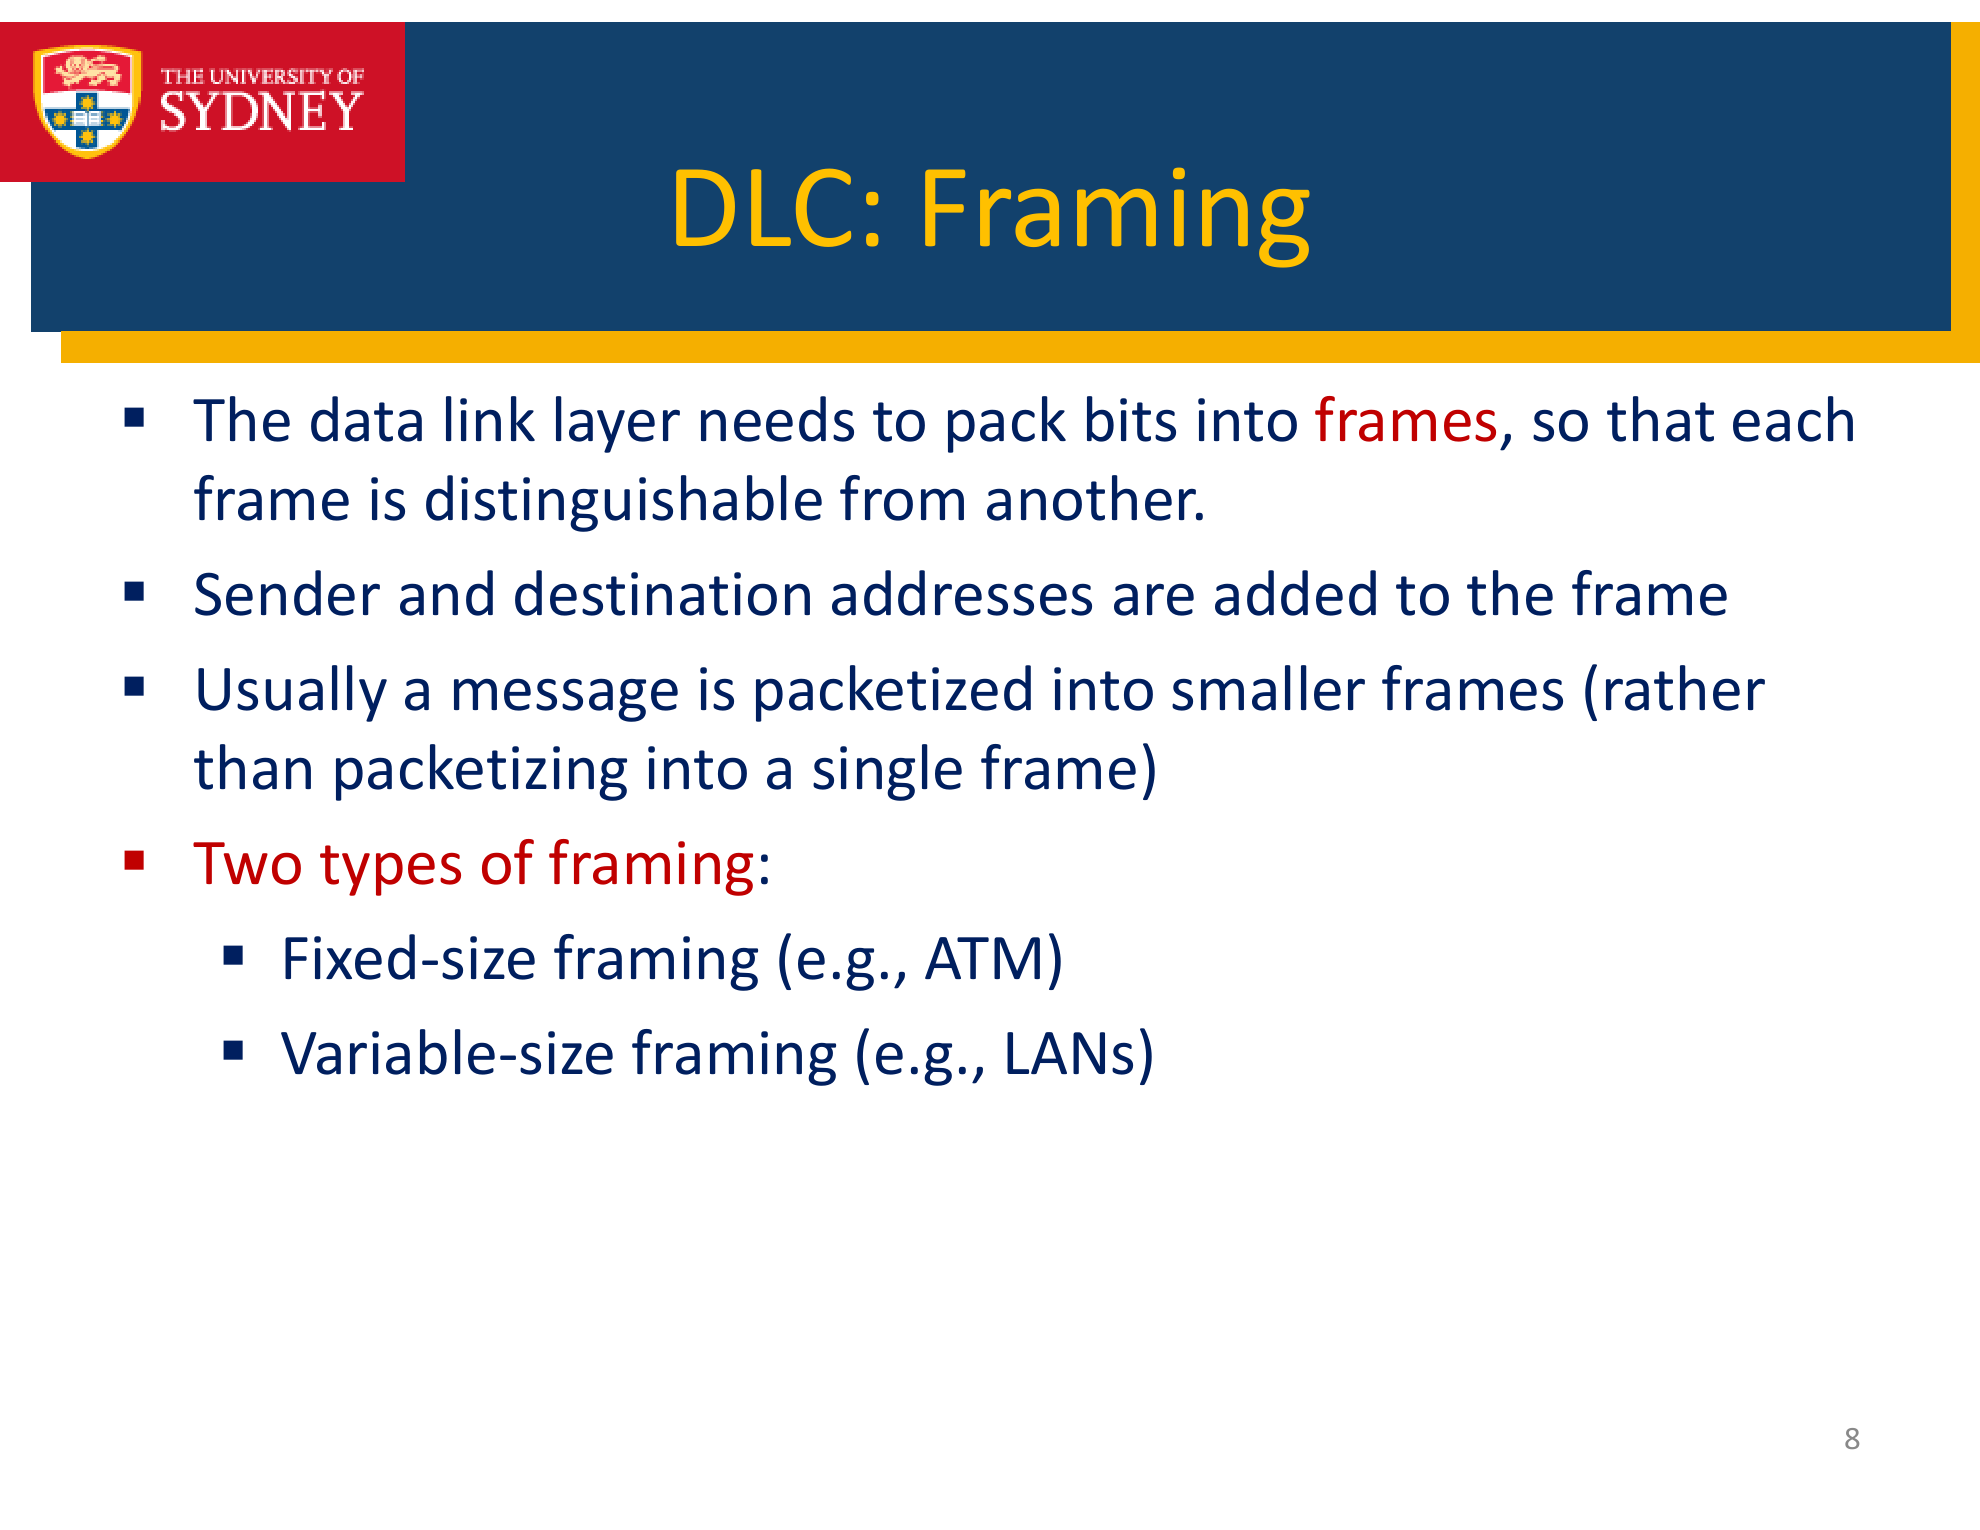 THE UNIVERSITY OF
SYDNEY
DLC: Framing
▪ The data link layer needs to pack bits into frames, so that each
frame is distinguishable from another.
▪ Sender and destination addresses are added to the frame
▪ Usually a message is packetized into smaller frames (rather
than packetizing into a single frame)
▪ Two types of framing:
▪ Fixed-size framing (e.g., ATM)
▪ Variable-size framing (e.g., LANs)
8